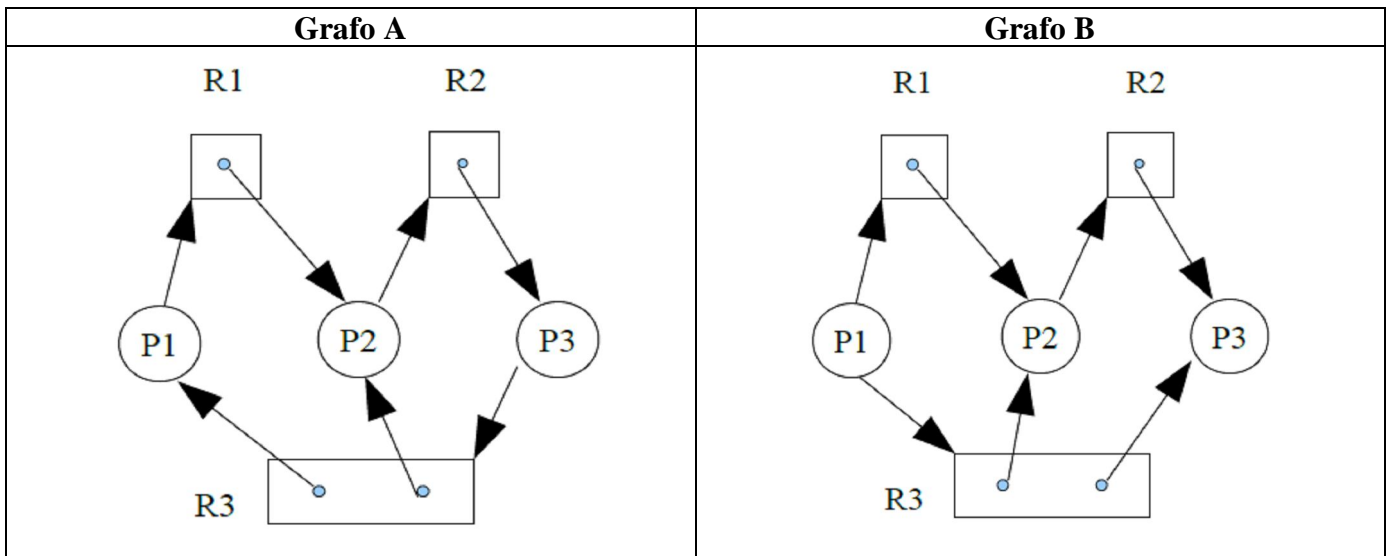 Grafo A
R1 R2
P1 P2 P3
R3
Grafo B
R1 R2
P1 P2 P3
R3